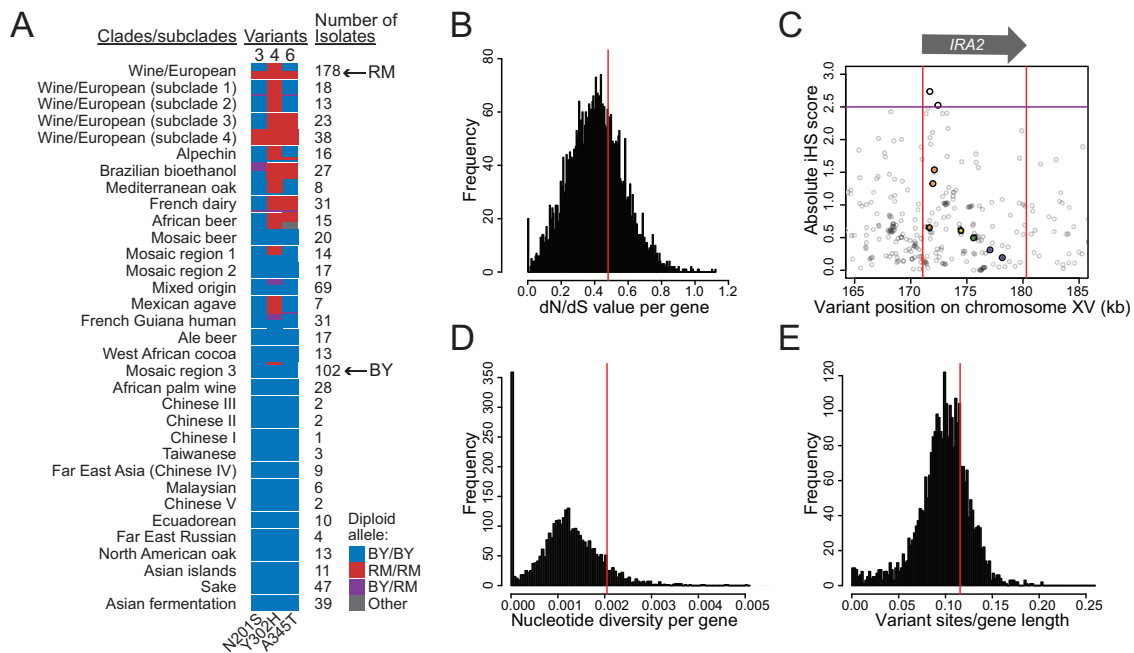 A
Clades/subclades Variants Number of Isolates
3 4 6
Wine/European 178 ← RM
Wine/European (subclade 1) 18
Wine/European (subclade 2) 13
Wine/European (subclade 3) 23
Wine/European (subclade 4) 38
Alpechin 16
Brazilian bioethanol 27
Mediterranean oak 8
French dairy 31
African beer 15
Mosaic beer 20
Mosaic region 1 14
Mosaic region 2 17
Mixed origin 69
Mexican agave 7
French Guiana human 31
Ale beer 17
West African cocoa 13
Mosaic region 3 102 ← BY
African palm wine 28
Chinese III 2
Chinese II 2
Chinese I 1
Taiwanese 3
Far East Asia (Chinese IV) 9
Malaysian 6
Chinese V 2
Ecuadorean 10
Far East Russian 4
North American oak 13
Asian islands 11
Sake 47
Asian fermentation 39
N201S Y302H A345T
Diploid
allele:
BY/BY
RM/RM
BY/RM
Other
B
Frequency
0 20 40 60 80
0.0 0.2 0.4 0.6 0.8 1.0 1.2
dN/dS value per gene
C
IRA2
Absolute iHS score
0.0 0.5 1.0 1.5 2.0 2.5 3.0
165 170 175 180 185
Variant position on chromosome XV (kb)
D
Frequency
0 50 100 150 200 250 300 350
0.000 0.001 0.002 0.003 0.004 0.005
Nucleotide diversity per gene
E
Frequency
0 20 40 60 80 100 120
0.00 0.05 0.10 0.15 0.20 0.25
Variant sites/gene length